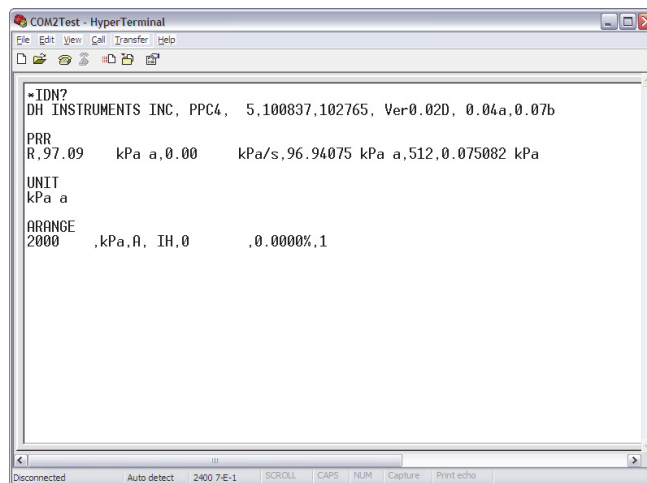 COM2Test - HyperTerminal
File Edit View Call Transfer Help
*IDN?
DH INSTRUMENTS INC, PPC4, 5,100837,102765, Ver0.02D, 0.04a,0.07b
PRR
R,97.09 kPa a,0.00 kPa/s,96.94075 kPa a,512,0.075082 kPa
UNIT
kPa a
ARANGE
2000 ,kPa,A, IH,0 ,0.0000%,1
Disconnected Auto detect 2400 7-E-1 SCROLL CAPS NUM Capture Print echo